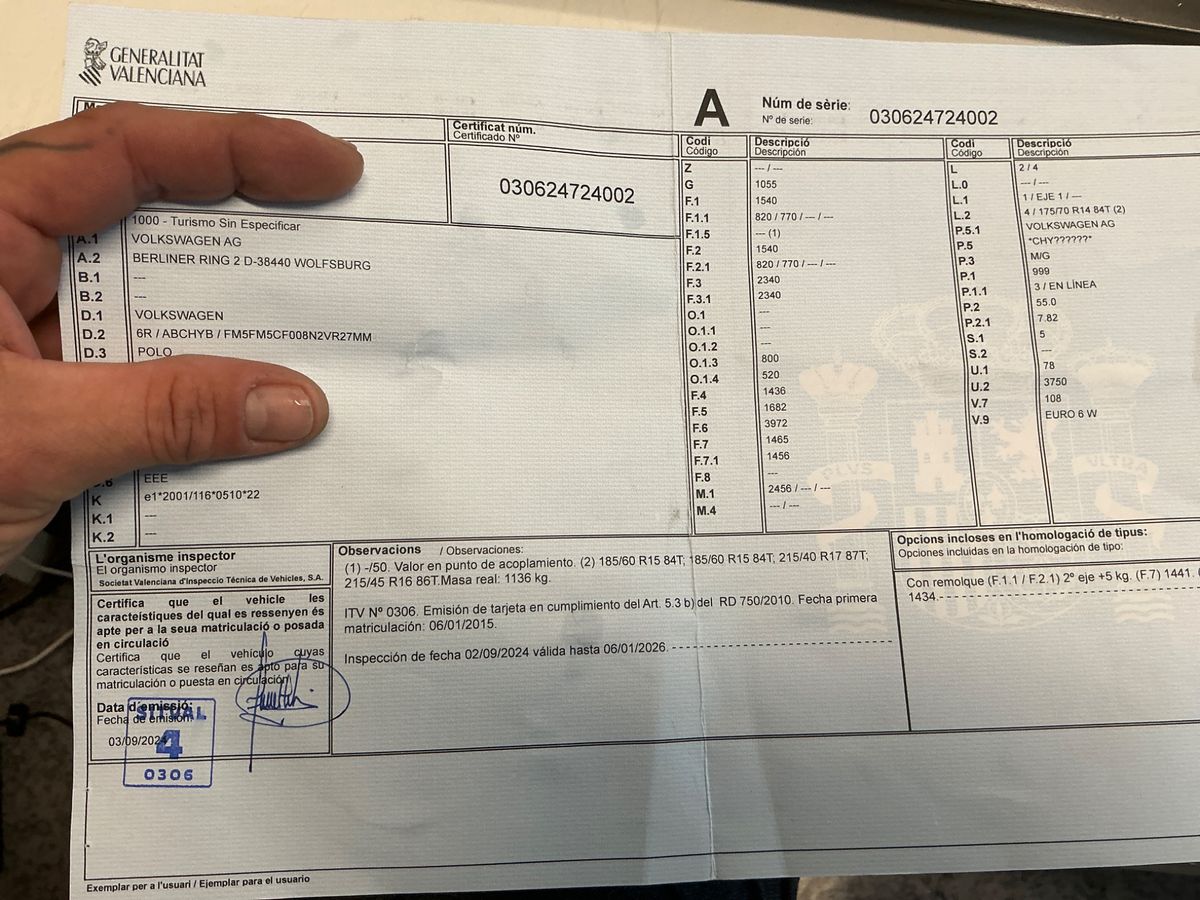 GENERALITAT
VALENCIANA
A
Núm de sèrie:
Nº de serie:
030624724002
Certificat núm.
Certificado Nº
030624724002
1000 - Turismo Sin Especificar
A.1 VOLKSWAGEN AG
A.2 BERLINER RING 2 D-38440 WOLFSBURG
B.1 ---
B.2 ---
D.1 VOLKSWAGEN
D.2 6R / ABCHYB / FM5FM5CF008N2VR27MM
D.3 POLO
EEE
K e1*2001/116*0510*22
K.1 ---
K.2 ---
Codi Descripció
Código Descripción
Z --- / ---
G 1055
F.1 1540
F.1.1 820 / 770 / --- / ---
F.1.5 --- (1)
F.2 1540
F.2.1 820 / 770 / --- / ---
F.3 2340
F.3.1 2340
O.1 ---
O.1.1 ---
O.1.2 ---
O.1.3 800
O.1.4 520
F.4 1436
F.5 1682
F.6 3972
F.7 1465
F.7.1 1456
F.8 ---
M.1 2456 / --- / ---
M.4 --- / ---
Codi Descripció
Código Descripción
L 2 / 4
L.0 --- / ---
L.1 1 / EJE 1 / ---
L.2 4 / 175/70 R14 84T (2)
P.5.1 VOLKSWAGEN AG
P.5 *CHY??????*
P.3 M/G
P.1 999
P.1.1 3 / EN LÍNEA
P.2 55.0
P.2.1 7.82
S.1 5
S.2 ---
U.1 78
U.2 3750
V.7 108
V.9 EURO 6 W
L'organisme inspector
El organismo inspector
Societat Valenciana d'Inspeccio Tècnica de Vehicles, S.A.
Certifica que el vehicle les
característiques del qual es ressenyen és
apte per a la seua matriculació o posada
en circulació
Certifica que el vehículo cuyas
características se reseñan es apto para su
matriculación o puesta en circulación
Data d'emissió:
Fecha de emisión:
03/09/2024
SITVAL
4
0306
Observacions / Observaciones:
(1) -/50. Valor en punto de acoplamiento. (2) 185/60 R15 84T; 185/60 R15 84T; 215/40 R17 87T;
215/45 R16 86T.Masa real: 1136 kg.
ITV Nº 0306. Emisión de tarjeta en cumplimiento del Art. 5.3 b) del RD 750/2010. Fecha primera
matriculación: 06/01/2015.
Inspección de fecha 02/09/2024 válida hasta 06/01/2026.
Opcions incloses en l'homologació de tipus:
Opciones incluidas en la homologación de tipo:
Con remolque (F.1.1 / F.2.1) 2º eje +5 kg. (F.7) 1441. (
1434.
Exemplar per a l'usuari / Ejemplar para el usuario